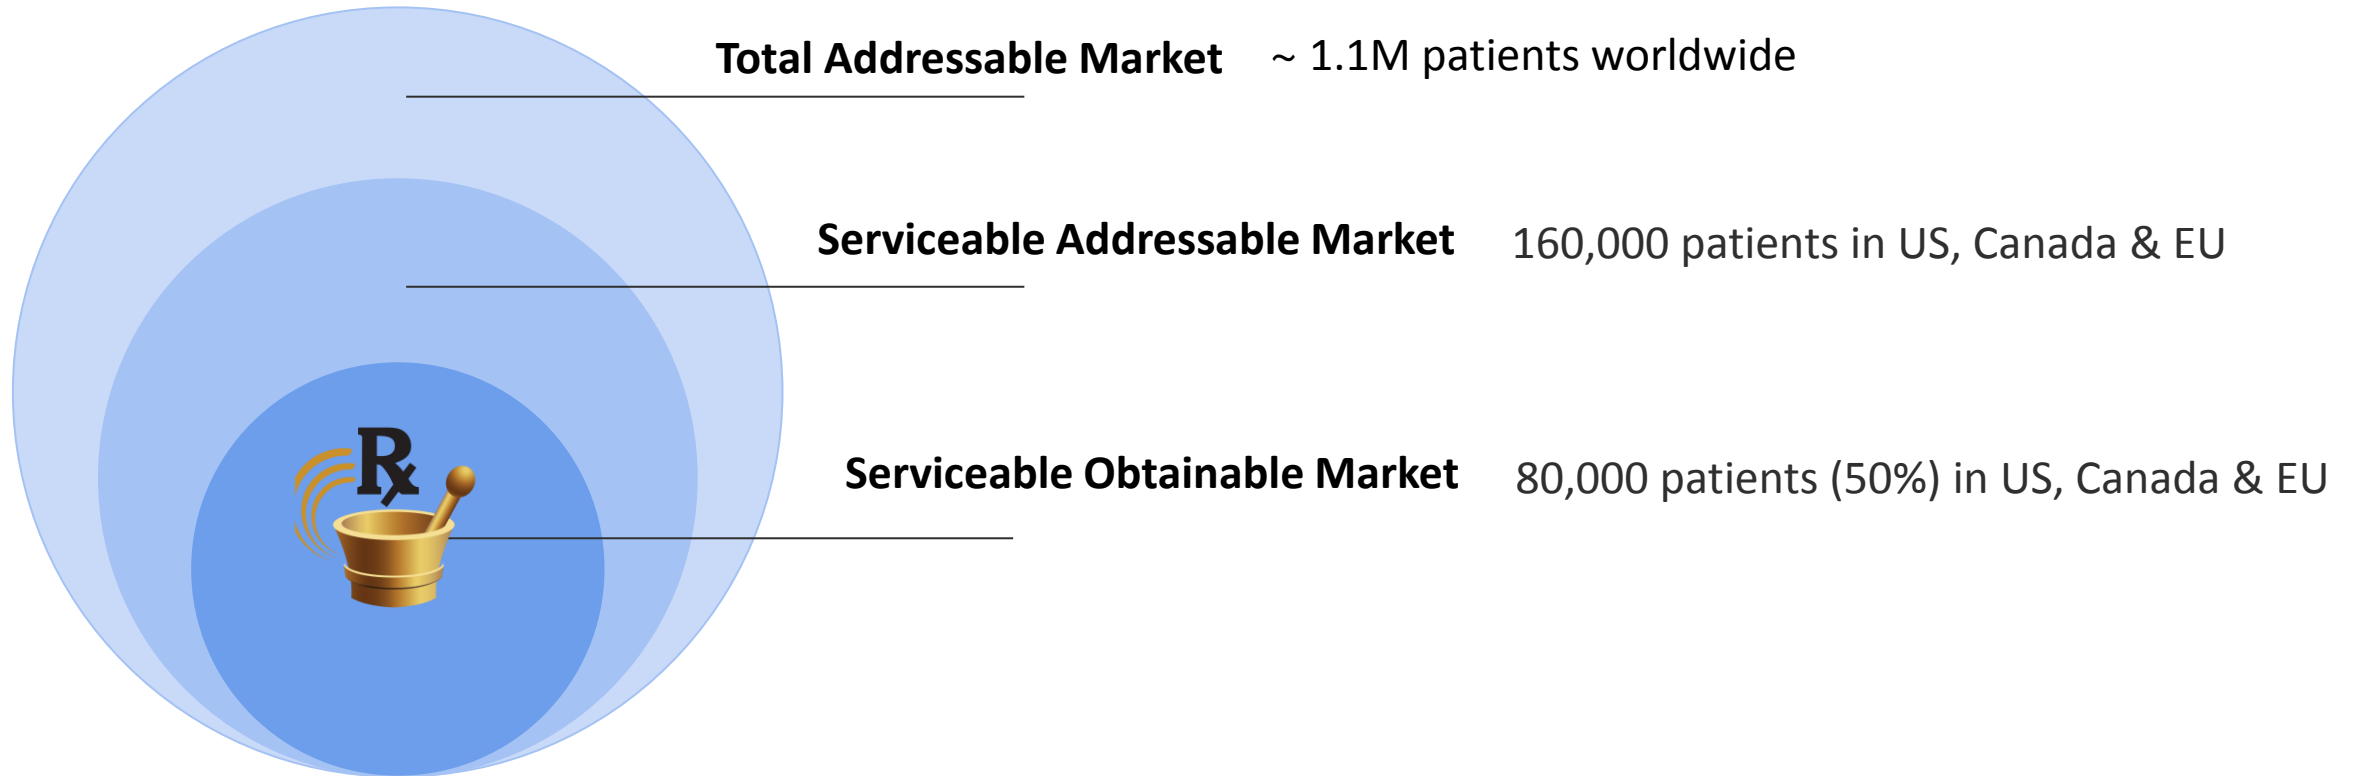 Total Addressable Market ~ 1.1M patients worldwide
Serviceable Addressable Market 160,000 patients in US, Canada & EU
℞
Serviceable Obtainable Market 80,000 patients (50%) in US, Canada & EU